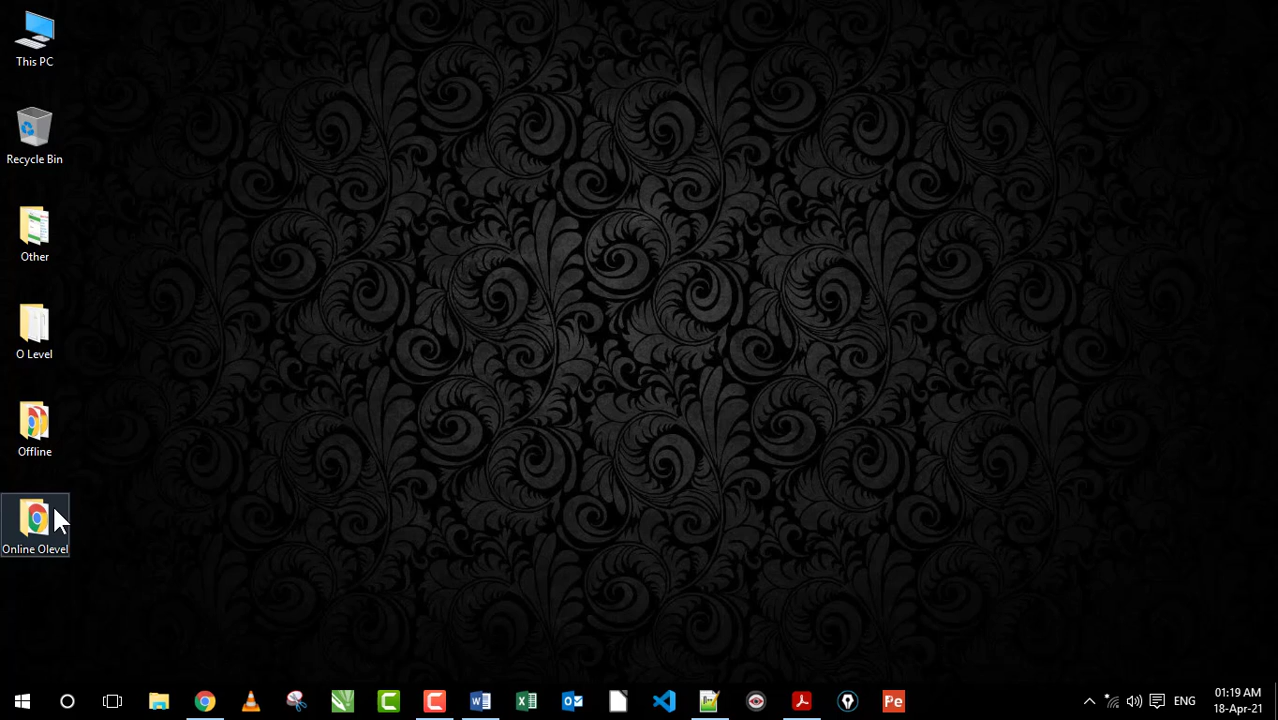 This PC
Recycle Bin
Other
O Level
Offline
Online Olevel
Pe
ENG
01:19 AM
18-Apr-21